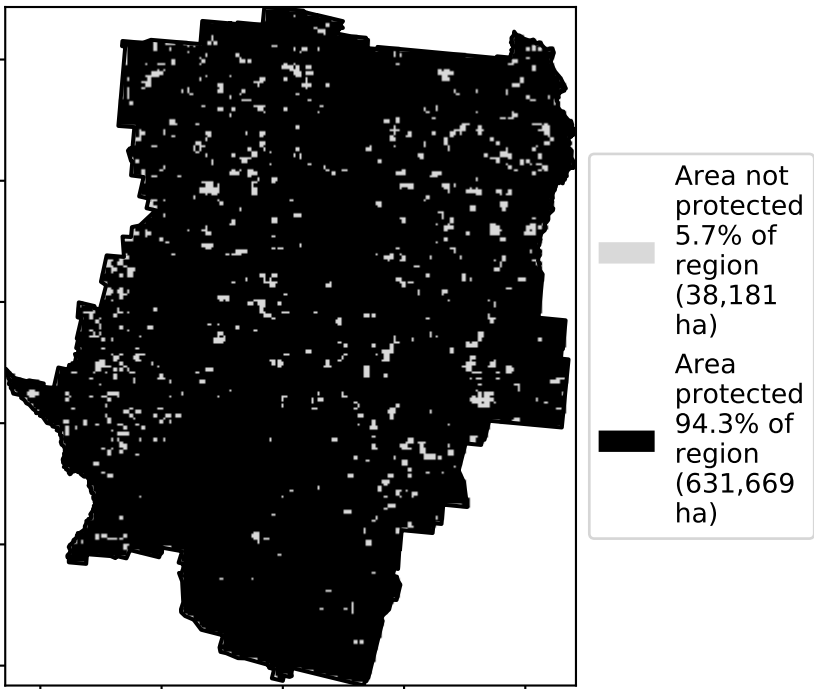 Area not
protected
5.7% of
region
(38,181
ha)
Area
protected
94.3% of
region
(631,669
ha)